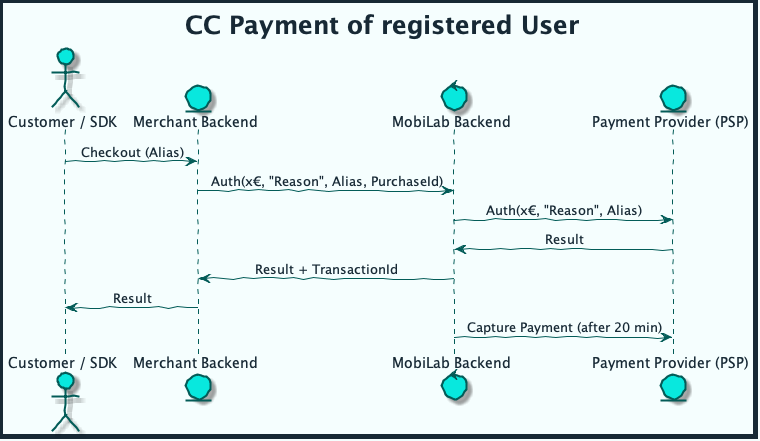 CC Payment of registered User
Customer / SDK
Merchant Backend
MobiLab Backend
Payment Provider (PSP)
Checkout (Alias)
Auth(x€, "Reason", Alias, PurchaseId)
Auth(x€, "Reason", Alias)
Result
Result + TransactionId
Result
Capture Payment (after 20 min)
Customer / SDK
Merchant Backend
MobiLab Backend
Payment Provider (PSP)